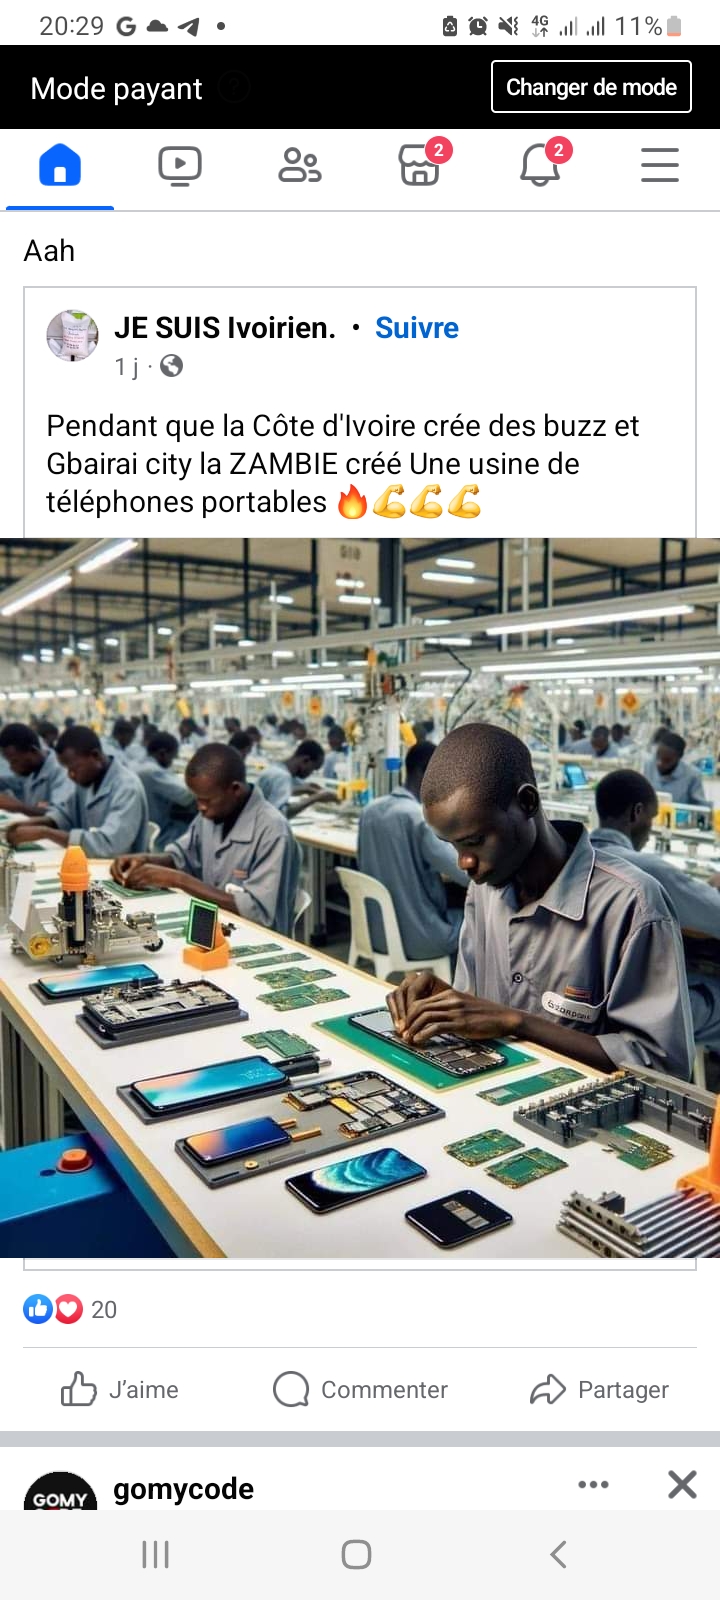 20:29 G 4G 11%
Mode payant ?
Changer de mode
2 2
Aah
JE SUIS Ivoirien. • Suivre
1 j ·
Pendant que la Côte d'Ivoire crée des buzz et
Gbairai city la ZAMBIE créé Une usine de
téléphones portables 🔥💪💪💪
20
J’aime Commenter Partager
GOMY
gomycode